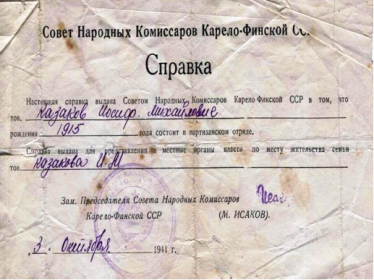 Совет Народных Комиссаров Карело-Финской СС
Справка
Настоящая справка выдана Советом Народных Комиссаров Карело-Финской ССР в том, что
тов. Казаков Иосиф Михайлович
рождения 1915 года состоит в партизанском отряде.
Справка выдана для представления в местные органы власти по месту жительства семьи
тов. Казакова И М
Зам. Председателя Совета Народных Комиссаров
Карело-Финской ССР (М. ИСАКОВ).
3. Октября 1941 г.